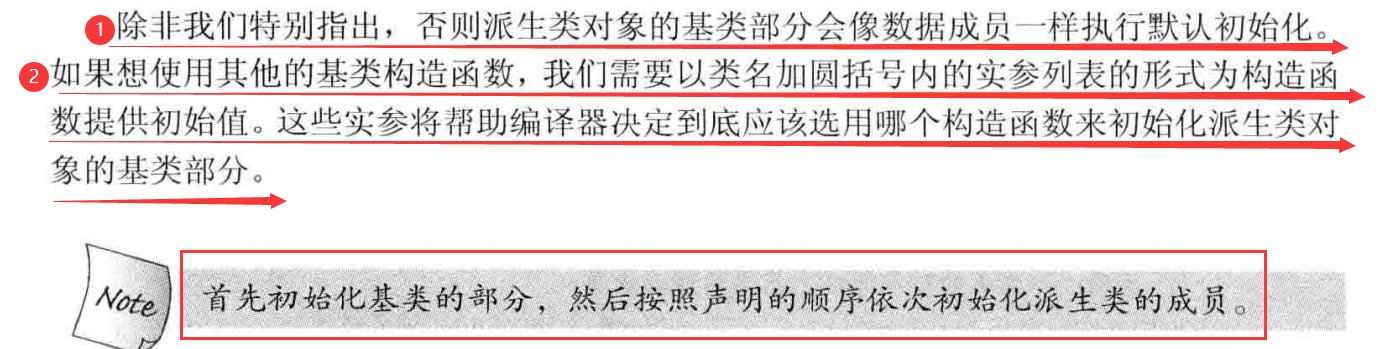 1 除非我们特别指出，否则派生类对象的基类部分会像数据成员一样执行默认初始化。
2 如果想使用其他的基类构造函数，我们需要以类名加圆括号内的实参列表的形式为构造函
数提供初始值。这些实参将帮助编译器决定到底应该选用哪个构造函数来初始化派生类对
象的基类部分。
Note 首先初始化基类的部分，然后按照声明的顺序依次初始化派生类的成员。